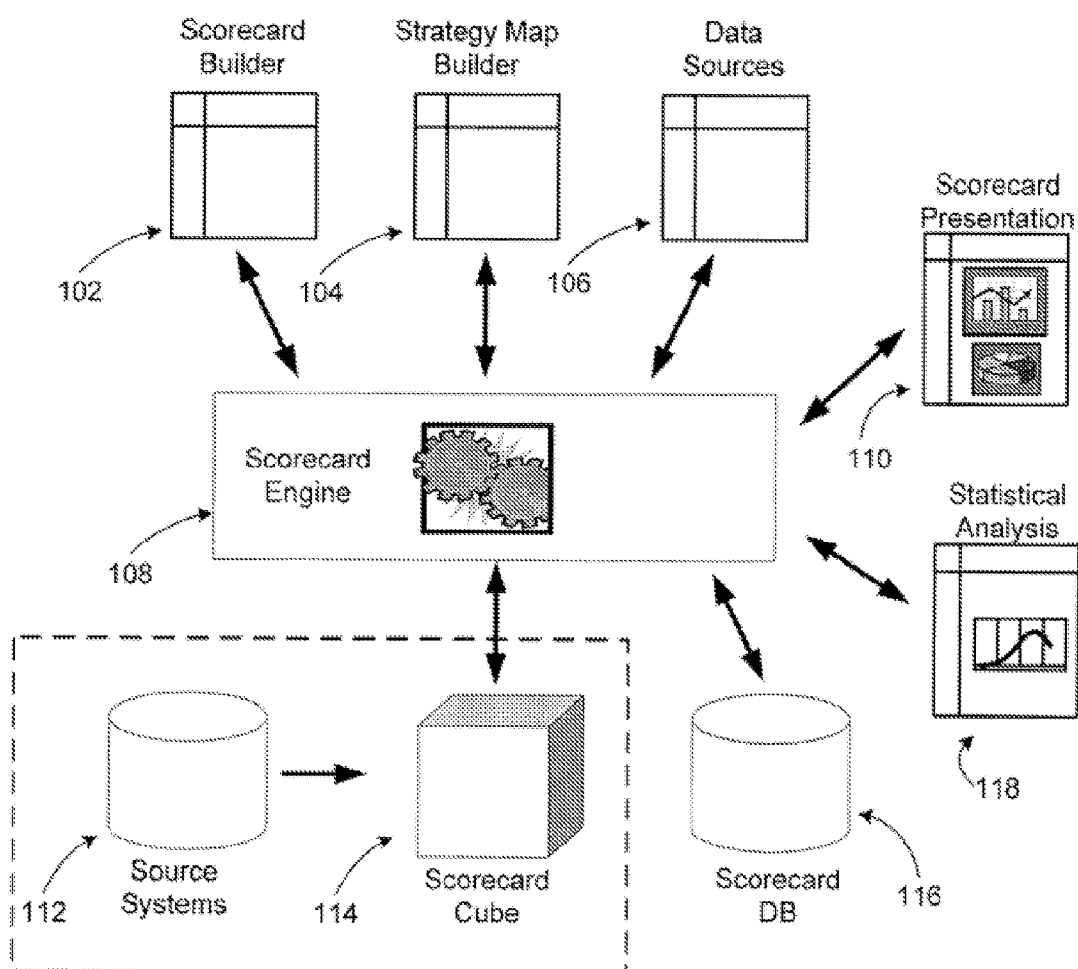 Scorecard
Builder
Strategy Map
Builder
Data
Sources
102
104
106
Scorecard
Presentation
110
Scorecard
Engine
108
Statistical
Analysis
118
Source
Systems
112
Scorecard
Cube
114
Scorecard
DB
116